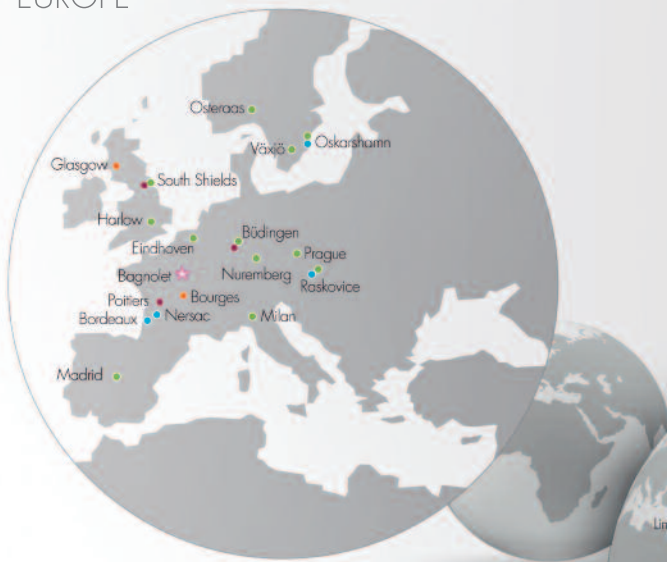 EUROPE
Osteraas
Växjö
Oskarshamn
Glasgow
South Shields
Harlow
Eindhoven
Büdingen
Prague
Bagnolet
Nuremberg
Raskovice
Poitiers
Bourges
Bordeaux
Nersac
Milan
Madrid